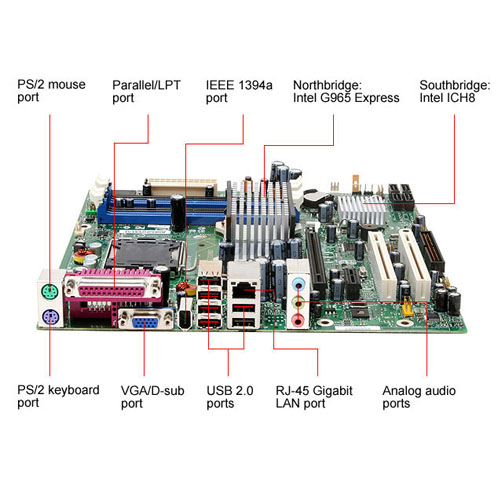 PS/2 mouse
port
Parallel/LPT
port
IEEE 1394a
port
Northbridge:
Intel G965 Express
Southbridge:
Intel ICH8
PS/2 keyboard
port
VGA/D-sub
port
USB 2.0
ports
RJ-45 Gigabit
LAN port
Analog audio
ports